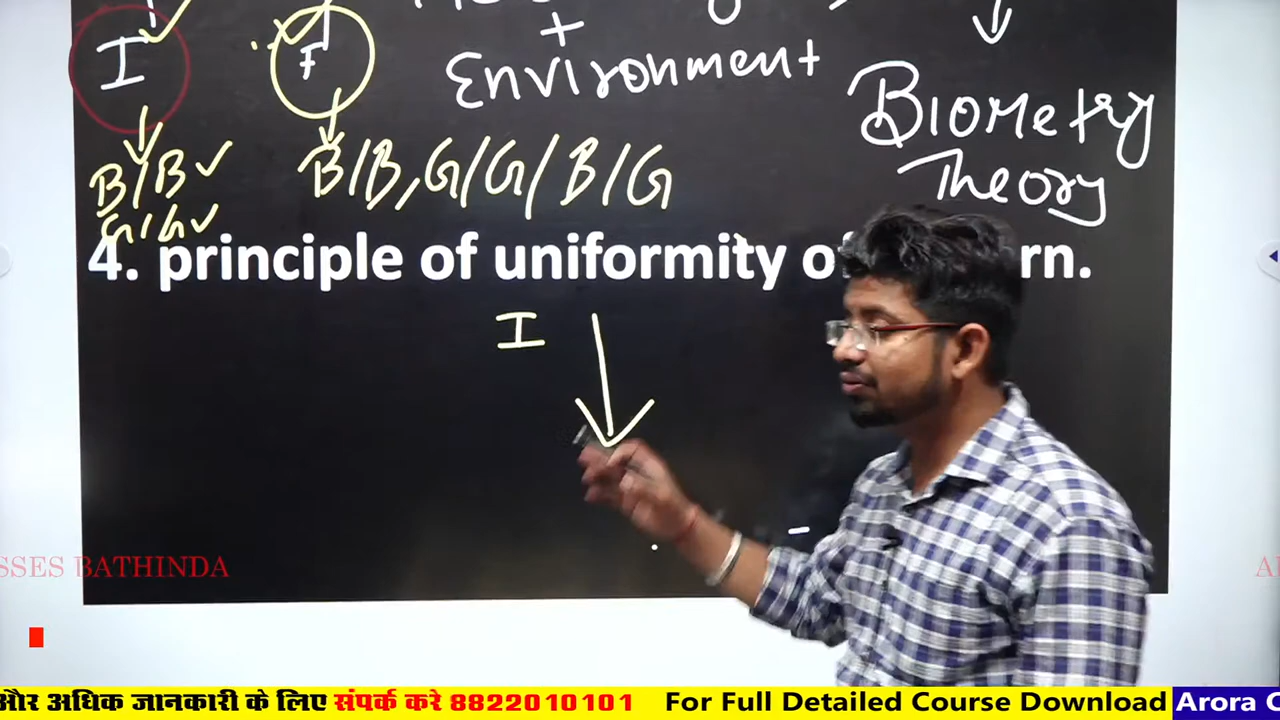 I F +
Environment
Biometry
Theory
B/B ✓ B/B, G/G/ B/G
G/G ✓
4. principle of uniformity of rn.
I
SSES BATHINDA
और अधिक जानकारी के लिए संपर्क करे 8822010101 For Full Detailed Course Download Arora